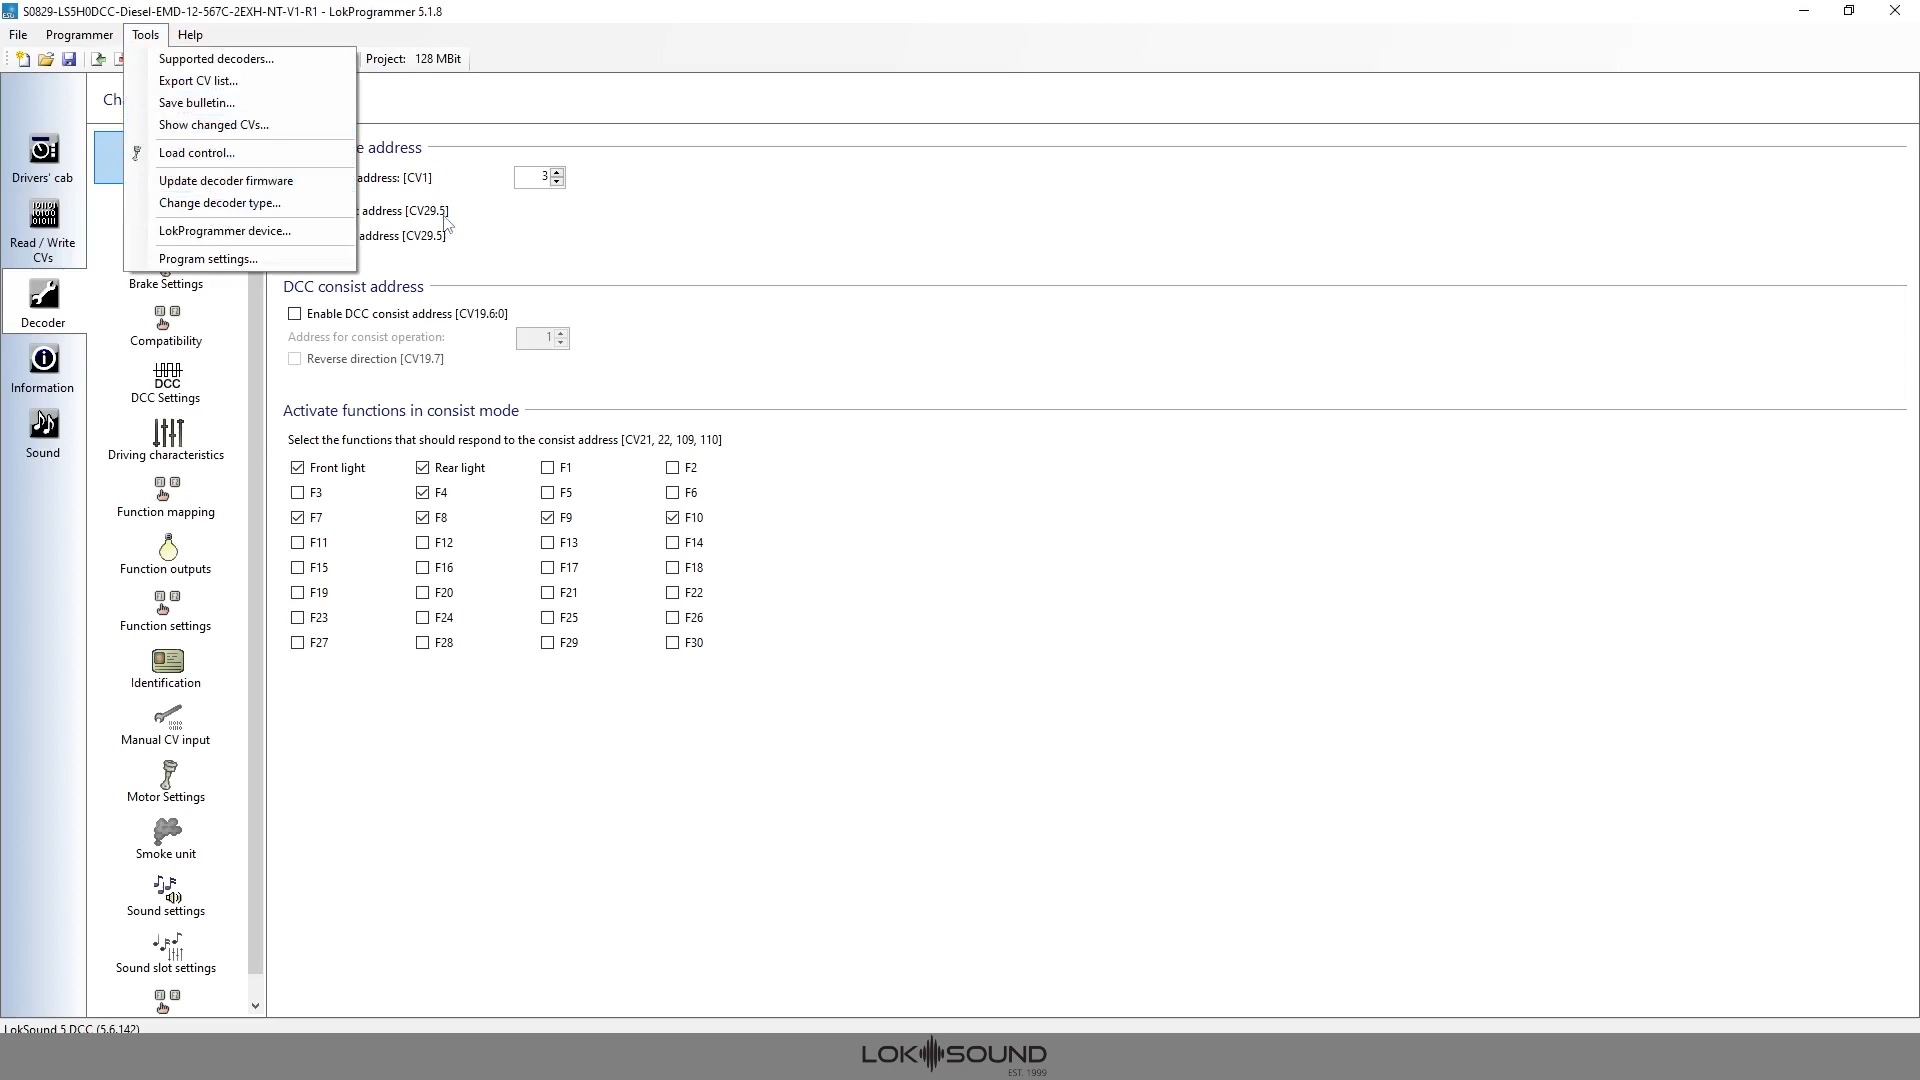 S0829-LS5H0DCC-Diesel-EMD-12-567C-2EXH-NT-V1-R1 - LokProgrammer 5.1.8
File Programmer Tools Help
Project: 128 MBit
Supported decoders...
Export CV list...
Save bulletin...
Show changed CVs...
Load control...
Update decoder firmware
Change decoder type...
LokProgrammer device...
Program settings...
Drivers' cab
Read / Write
CVs
Decoder
Information
Sound
Brake Settings
Compatibility
DCC
DCC Settings
Driving characteristics
Function mapping
Function outputs
Function settings
Identification
Manual CV input
Motor Settings
Smoke unit
Sound settings
Sound slot settings
e address
address: [CV1] 3
address [CV29.5]
address [CV29.5]
DCC consist address
Enable DCC consist address [CV19.6:0]
Address for consist operation: 1
Reverse direction [CV19.7]
Activate functions in consist mode
Select the functions that should respond to the consist address [CV21, 22, 109, 110]
Front light Rear light F1 F2
F3 F4 F5 F6
F7 F8 F9 F10
F11 F12 F13 F14
F15 F16 F17 F18
F19 F20 F21 F22
F23 F24 F25 F26
F27 F28 F29 F30
LokSound 5 DCC (5.6.142)
LOKSOUND
EST. 1999